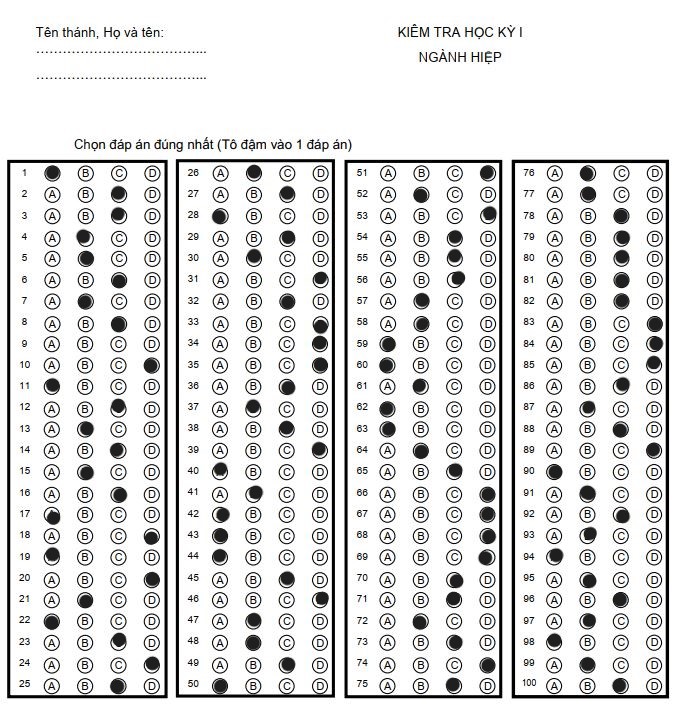 Tên thánh, Họ và tên:
KIÊM TRA HỌC KỲ I
NGÀNH HIỆP
Chọn đáp án đúng nhất (Tô đậm vào 1 đáp án)
1 B C D
2 A B D
3 A B D
4 A C D
5 A C D
6 A B D
7 A C D
8 A B D
9 A B C D
10 A B C
11 B C D
12 A B D
13 A C D
14 A B D
15 A C D
16 A B D
17 B C D
18 A B C
19 B C D
20 A B C
21 A C D
22 B C D
23 A B D
24 A B C
25 A B D
26 A C D
27 A B D
28 B C D
29 A B D
30 A C D
31 A B C
32 A B D
33 A B C
34 A B C
35 A B C
36 A B D
37 A C D
38 A B D
39 A B C
40 B C D
41 A C D
42 B C D
43 B C D
44 B C D
45 A B D
46 A B C
47 A C D
48 A C D
49 A B D
50 B C D
51 A B C
52 A C D
53 A B C
54 A B D
55 A B D
56 A B D
57 A C D
58 A C D
59 B C D
60 B C D
61 A C D
62 B C D
63 B C D
64 A C D
65 A B D
66 A B C
67 A B C
68 A B C
69 A B C
70 A B D
71 A B D
72 A C D
73 A B D
74 A B C
75 A B D
76 A C D
77 A C D
78 A B D
79 A B D
80 A B D
81 A B D
82 A B D
83 A B C
84 A B C
85 A B C
86 A B D
87 A C D
88 A B D
89 A B C
90 B C D
91 A C D
92 A B D
93 A C D
94 B C D
95 A C D
96 A B D
97 A C D
98 B C D
99 A C D
100 A B D